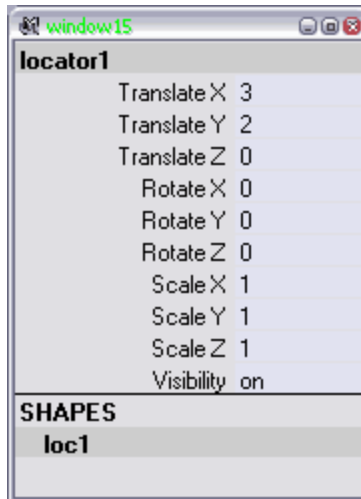 window15
locator1
Translate X 3
Translate Y 2
Translate Z 0
Rotate X 0
Rotate Y 0
Rotate Z 0
Scale X 1
Scale Y 1
Scale Z 1
Visibility on
SHAPES
loc1